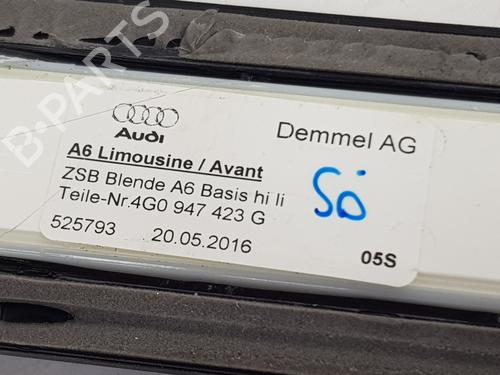 B-PARTS
Audi
Demmel AG
A6 Limousine / Avant
ZSB Blende A6 Basis hi li
Teile-Nr.4G0 947 423 G
525793 20.05.2016
05S
Sö